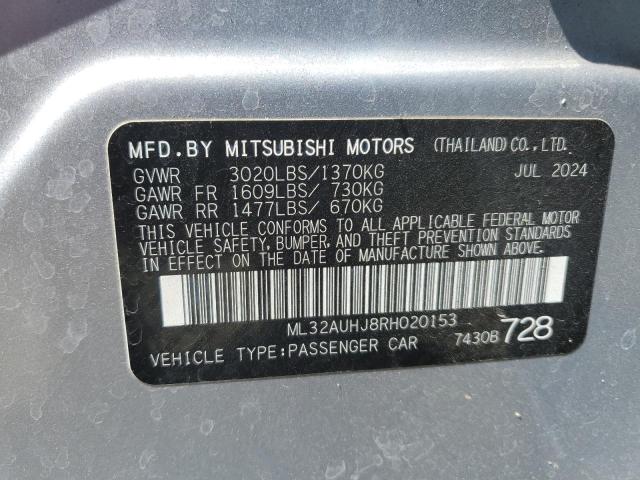 MFD.BY MITSUBISHI MOTORS (THAILAND)CO.,LTD.
GVWR 3020LBS/1370KG JUL 2024
GAWR FR 1609LBS/ 730KG
GAWR RR 1477LBS/ 670KG
THIS VEHICLE CONFORMS TO ALL APPLICABLE FEDERAL MOTOR
VEHICLE SAFETY, BUMPER, AND THEFT PREVENTION STANDARDS
IN EFFECT ON THE DATE OF MANUFACTURE SHOWN ABOVE.
ML32AUHJ8RH020153
VEHICLE TYPE:PASSENGER CAR 7430B 728